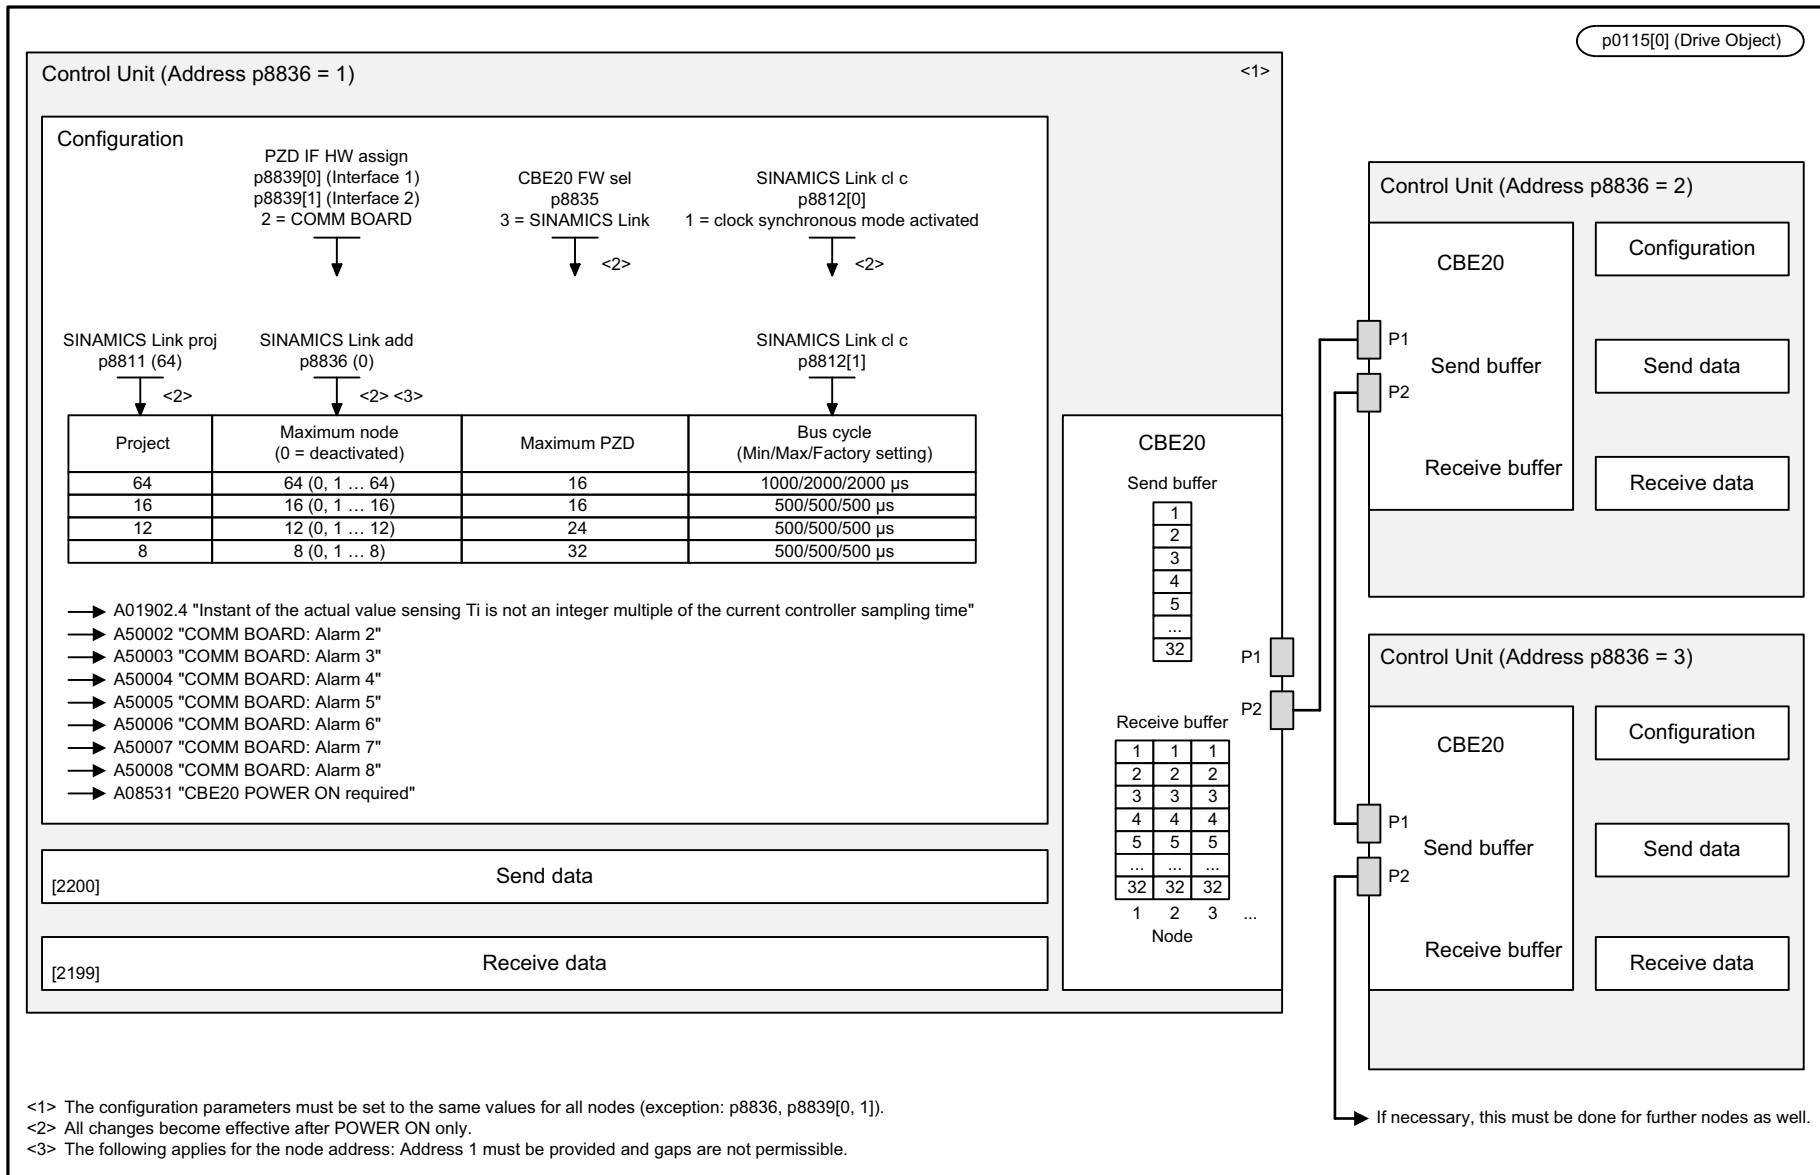 p0115[0] (Drive Object)
Control Unit (Address p8836 = 1)
<1>
Configuration
PZD IF HW assign
p8839[0] (Interface 1)
p8839[1] (Interface 2)
2 = COMM BOARD
CBE20 FW sel
p8835
3 = SINAMICS Link
<2>
SINAMICS Link cl c
p8812[0]
1 = clock synchronous mode activated
<2>
SINAMICS Link proj
p8811 (64)
<2>
SINAMICS Link add
p8836 (0)
<2> <3>
SINAMICS Link cl c
p8812[1]
Project
Maximum node
(0 = deactivated)
Maximum PZD
Bus cycle
(Min/Max/Factory setting)
64 64 (0, 1 … 64) 16 1000/2000/2000 µs
16 16 (0, 1 … 16) 16 500/500/500 µs
12 12 (0, 1 … 12) 24 500/500/500 µs
8 8 (0, 1 … 8) 32 500/500/500 µs
A01902.4 "Instant of the actual value sensing Ti is not an integer multiple of the current controller sampling time"
A50002 "COMM BOARD: Alarm 2"
A50003 "COMM BOARD: Alarm 3"
A50004 "COMM BOARD: Alarm 4"
A50005 "COMM BOARD: Alarm 5"
A50006 "COMM BOARD: Alarm 6"
A50007 "COMM BOARD: Alarm 7"
A50008 "COMM BOARD: Alarm 8"
A08531 "CBE20 POWER ON required"
[2200]
Send data
[2199]
Receive data
CBE20
Send buffer
1
2
3
4
5
...
32
P1
P2
Receive buffer
1 1 1
2 2 2
3 3 3
4 4 4
5 5 5
... ... ...
32 32 32
1 2 3 ...
Node
Control Unit (Address p8836 = 2)
CBE20
Configuration
P1
Send buffer
Send data
P2
Receive buffer
Receive data
Control Unit (Address p8836 = 3)
CBE20
Configuration
P1
Send buffer
Send data
P2
Receive buffer
Receive data
If necessary, this must be done for further nodes as well.
<1> The configuration parameters must be set to the same values for all nodes (exception: p8836, p8839[0, 1]).
<2> All changes become effective after POWER ON only.
<3> The following applies for the node address: Address 1 must be provided and gaps are not permissible.